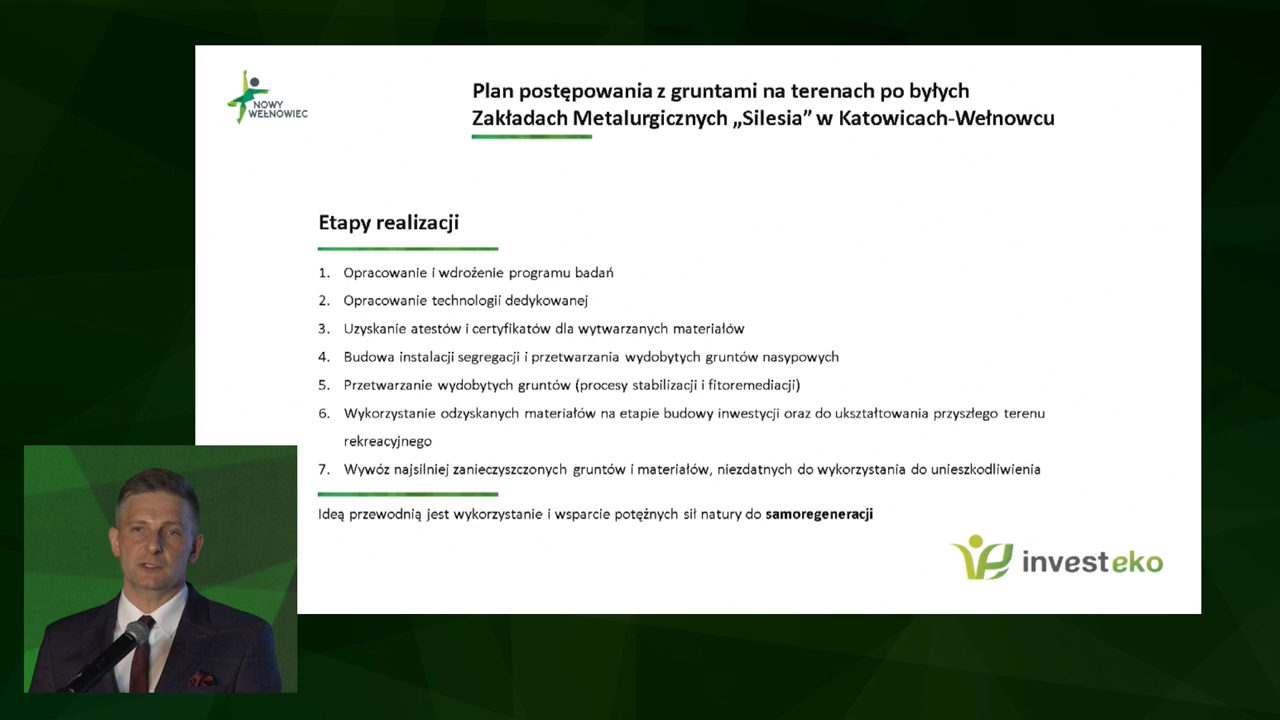 NOWY
WEŁNOWIEC
Plan postępowania z gruntami na terenach po byłych
Zakładach Metalurgicznych „Silesia” w Katowicach-Wełnowcu
Etapy realizacji
1. Opracowanie i wdrożenie programu badań
2. Opracowanie technologii dedykowanej
3. Uzyskanie atestów i certyfikatów dla wytwarzanych materiałów
4. Budowa instalacji segregacji i przetwarzania wydobytych gruntów nasypowych
5. Przetwarzanie wydobytych gruntów (procesy stabilizacji i fitoremediacji)
6. Wykorzystanie odzyskanych materiałów na etapie budowy inwestycji oraz do ukształtowania przyszłego terenu
rekreacyjnego
7. Wywóz najsilniej zanieczyszczonych gruntów i materiałów, niezdatnych do wykorzystania do unieszkodliwienia
Ideą przewodnią jest wykorzystanie i wsparcie potężnych sił natury do samoregeneracji
investeko